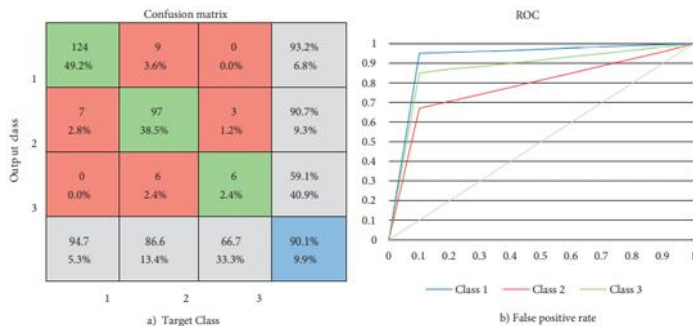 Confusion matrix
124 9 0 93.2%
49.2% 3.6% 0.0% 6.8%
1
7 97 3 90.7%
2.8% 38.5% 1.2% 9.3%
2
0 6 6 59.1%
0.0% 2.4% 2.4% 40.9%
3
94.7 86.6 66.7 90.1%
5.3% 13.4% 33.3% 9.9%
1 2 3
Output class
a) Target Class
ROC
1
0.9
0.8
0.7
0.6
0.5
0.4
0.3
0.2
0.1
0
0 0.1 0.2 0.3 0.4 0.5 0.6 0.7 0.8 0.9 1
Class 1 Class 2 Class 3
b) False positive rate